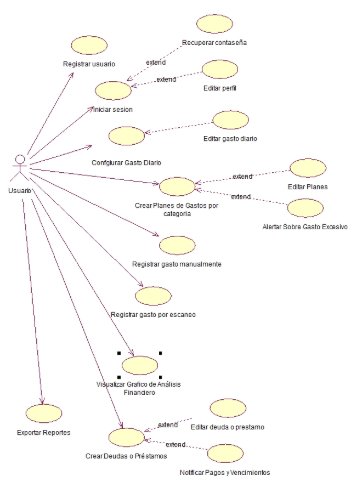 Recuperar contaseña
extend
Registrar usuario
extend
Editar perfil
Iniciar sesion
Editar gasto diario
Confgiurar Gasto Diario
Usuario
extend
Editar Planes
Crear Planes de Gastos por
categoria
extend
Alertar Sobre Gasto Excesivo
Registrar gasto manualmente
Registrar gasto por escaneo
Visualizar Grafico de Análisis
Financiero
Exportar Reportes
Editar deuda o prestamo
extend
Crear Deudas o Préstamos
extend
Notificar Pagos y Vencimientos